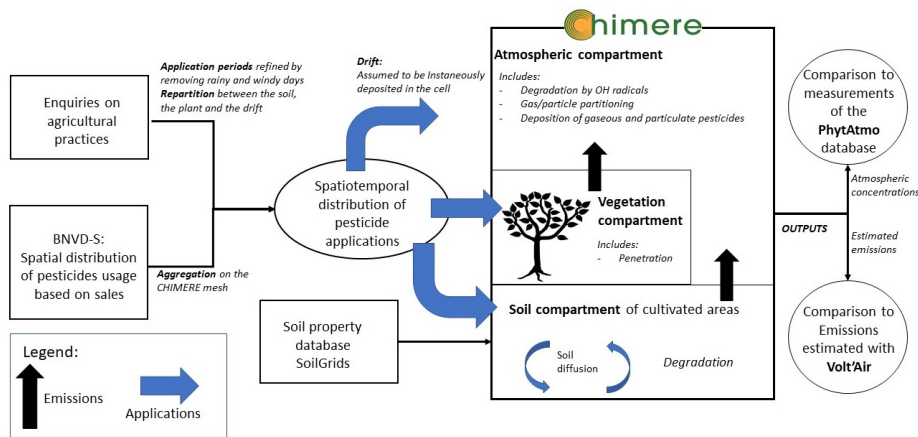 Enquiries on
agricultural
practices
BNVD-S:
Spatial distribution
of pesticides usage
based on sales
Application periods refined by
removing rainy and windy days
Repartition between the soil,
the plant and the drift
Aggregation on the
CHIMERE mesh
Spatiotemporal
distribution of
pesticide
applications
Drift:
Assumed to be Instaneously
deposited in the cell
Soil property
database
SoilGrids
Legend:
Emissions
Applications
chimere
Atmospheric compartment
Includes:
- Degradation by OH radicals
- Gas/particle partitioning
- Deposition of gaseous and particulate pesticides
Vegetation
compartment
Includes:
- Penetration
Soil compartment of cultivated areas
Soil
diffusion
Degradation
OUTPUTS
Comparison to
measurements
of the
PhytAtmo
database
Atmospheric
concentrations
Estimated
emissions
Comparison to
Emissions
estimated with
Volt'Air